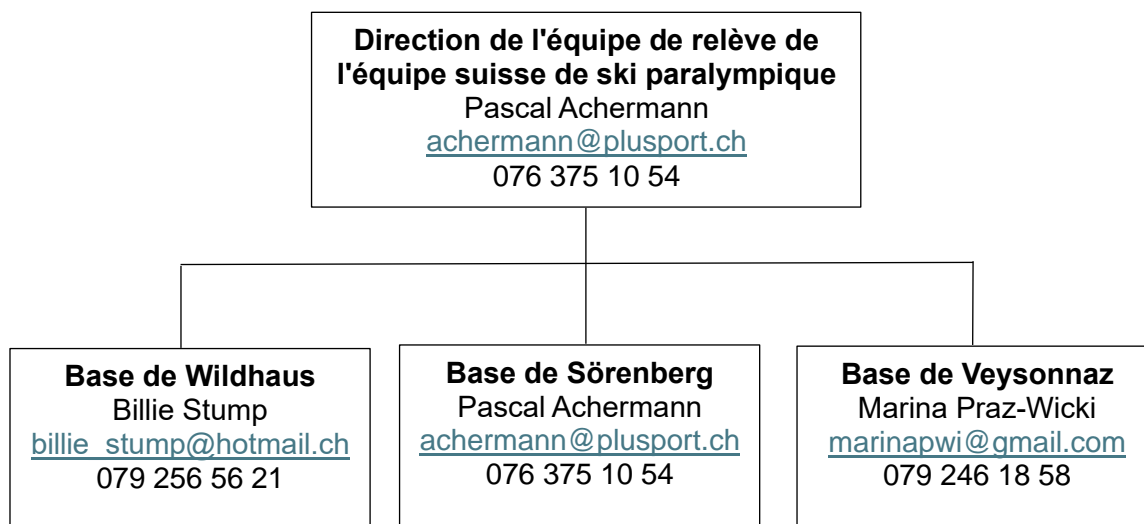 Direction de l'équipe de relève de
l'équipe suisse de ski paralympique
Pascal Achermann
achermann@plusport.ch
076 375 10 54
Base de Wildhaus
Billie Stump
billie_stump@hotmail.ch
079 256 56 21
Base de Sörenberg
Pascal Achermann
achermann@plusport.ch
076 375 10 54
Base de Veysonnaz
Marina Praz-Wicki
marinapwi@gmail.com
079 246 18 58